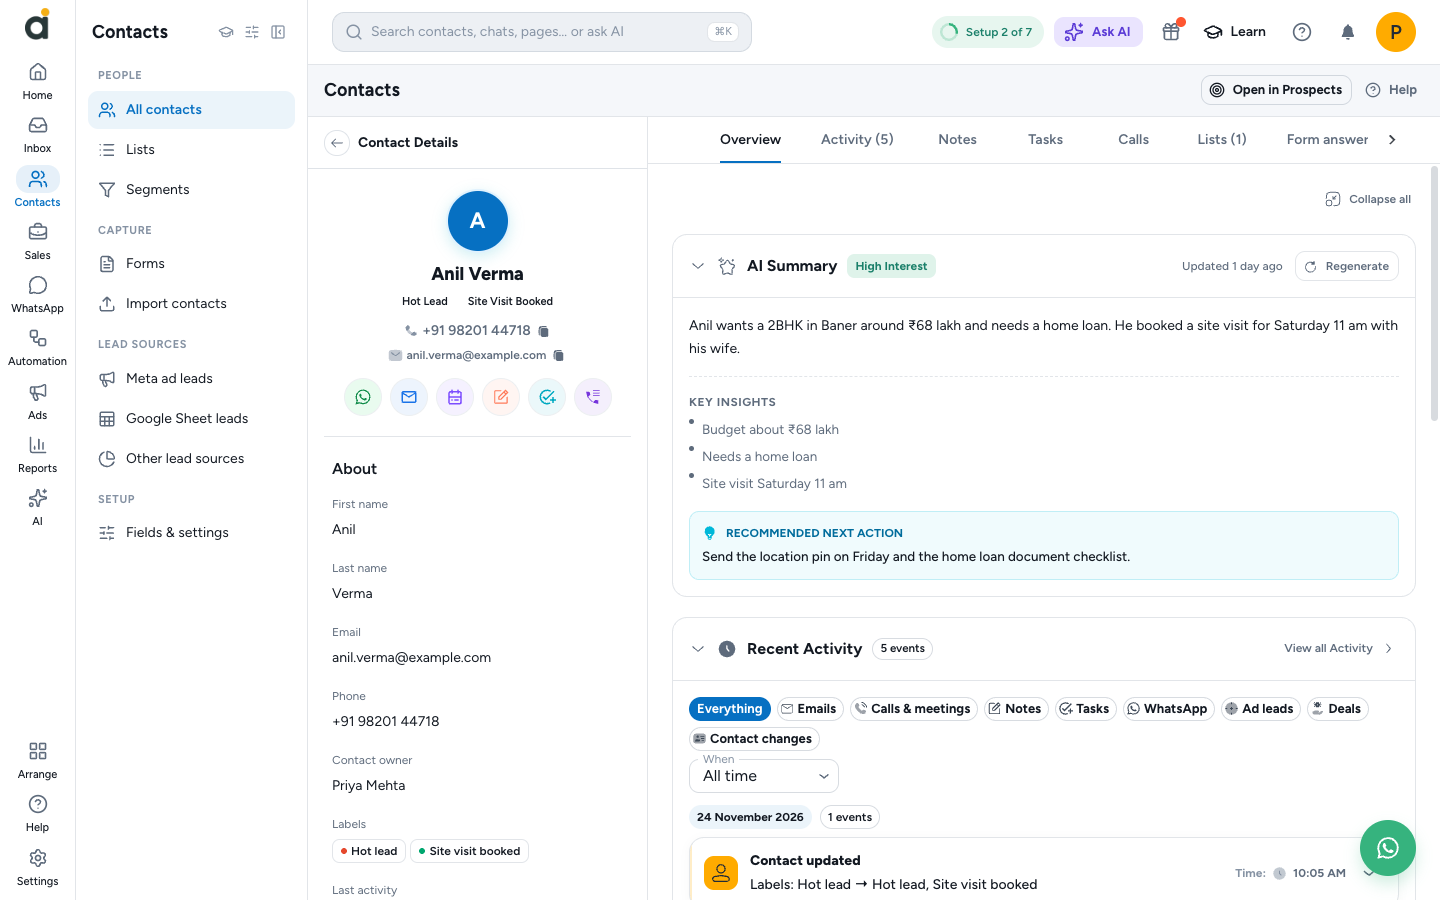 Contacts
Search contacts, chats, pages... or ask AI
⌘K
Setup 2 of 7
Ask AI
Learn
P
Home
Inbox
Contacts
Sales
WhatsApp
Automation
Ads
Reports
AI
Arrange
Help
Settings
PEOPLE
All contacts
Lists
Segments
CAPTURE
Forms
Import contacts
LEAD SOURCES
Meta ad leads
Google Sheet leads
Other lead sources
SETUP
Fields & settings
Contacts
Open in Prospects
Help
Contact Details
A
Anil Verma
Hot Lead Site Visit Booked
+91 98201 44718
anil.verma@example.com
About
First name
Anil
Last name
Verma
Email
anil.verma@example.com
Phone
+91 98201 44718
Contact owner
Priya Mehta
Labels
Hot lead Site visit booked
Last activity
Overview Activity (5) Notes Tasks Calls Lists (1) Form answer
Collapse all
AI Summary High Interest Updated 1 day ago Regenerate
Anil wants a 2BHK in Baner around ₹68 lakh and needs a home loan. He booked a site visit for Saturday 11 am with
his wife.
KEY INSIGHTS
Budget about ₹68 lakh
Needs a home loan
Site visit Saturday 11 am
RECOMMENDED NEXT ACTION
Send the location pin on Friday and the home loan document checklist.
Recent Activity 5 events View all Activity
Everything Emails Calls & meetings Notes Tasks WhatsApp Ad leads Deals
Contact changes
When
All time
24 November 2026 1 events
Contact updated
Labels: Hot lead → Hot lead, Site visit booked
Time: 10:05 AM